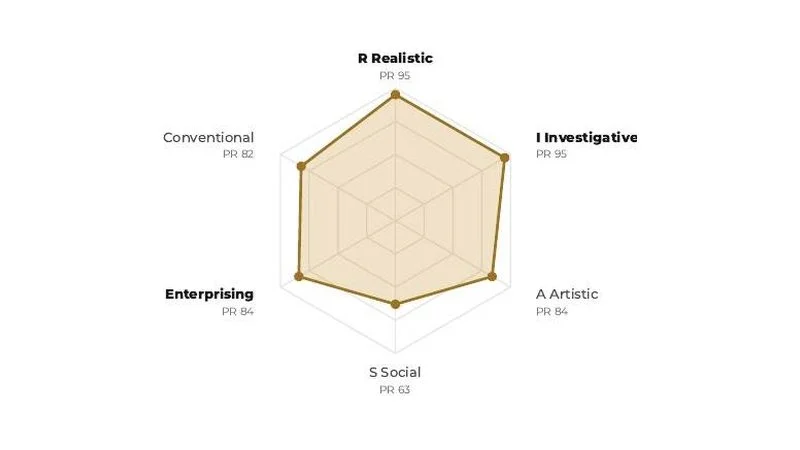 R Realistic
PR 95
Conventional
PR 82
I Investigative
PR 95
Enterprising
PR 84
A Artistic
PR 84
S Social
PR 63